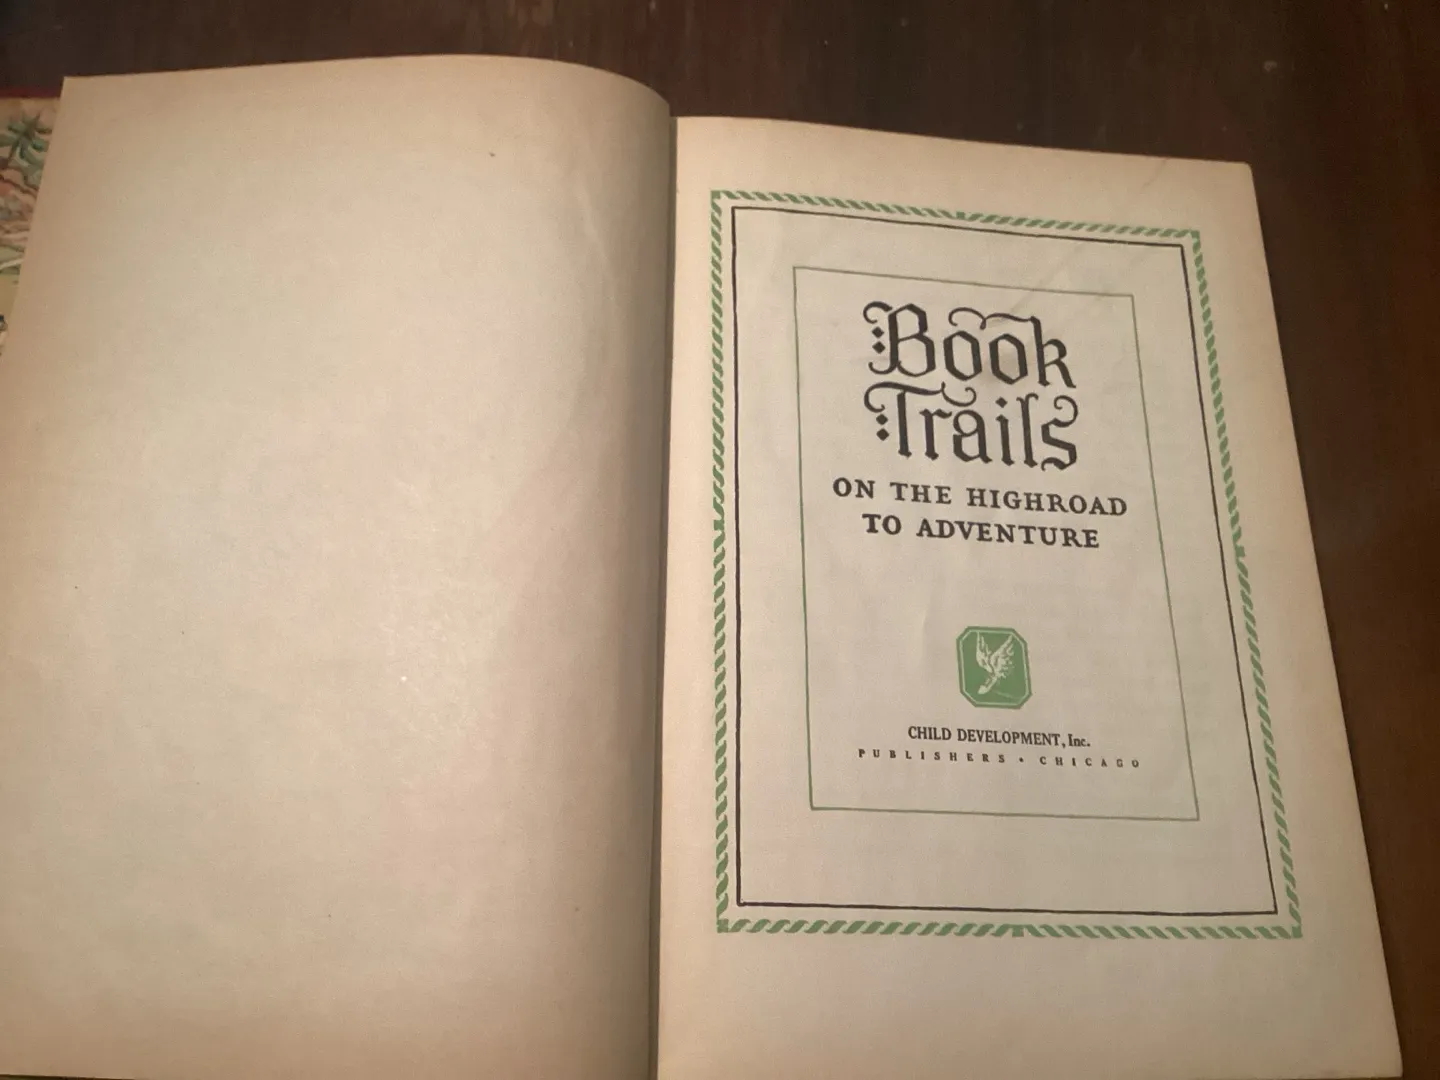 Book
Trails
ON THE HIGHROAD
TO ADVENTURE
CHILD DEVELOPMENT, Inc.
PUBLISHERS • CHICAGO